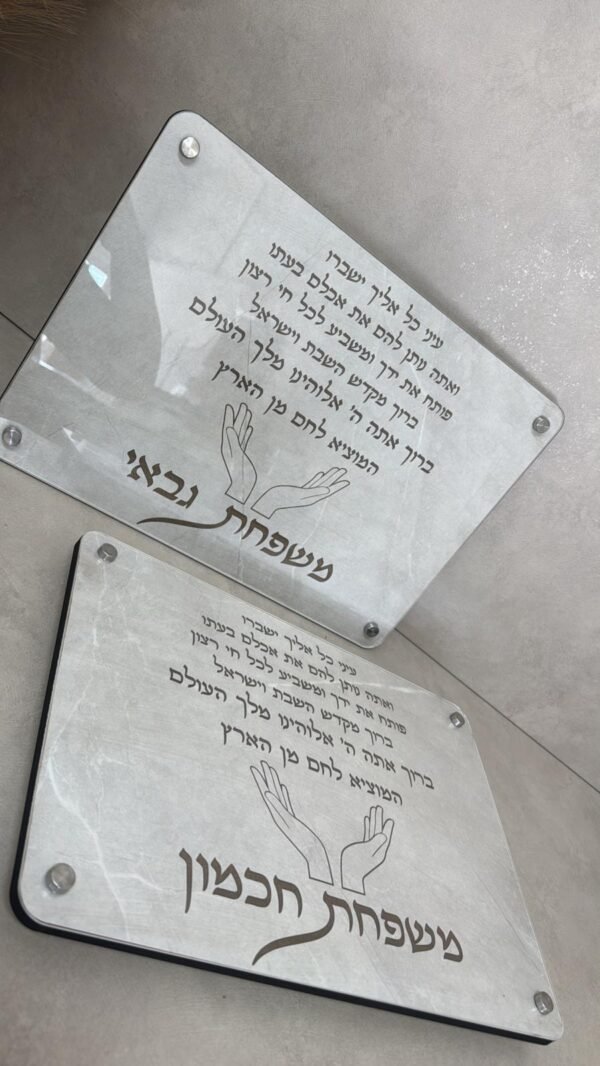 עיני כל אליך ישברו
ואתה נותן להם את אכלם בעתו
פותח את ידך ומשביע לכל חי רצון
ברוך מקדש השבת וישראל
ברוך אתה ה' אלוהינו מלך העולם
המוציא לחם מן הארץ
משפחת גבאי
עיני כל אליך ישברו
ואתה נותן להם את אכלם בעתו
פותח את ידך ומשביע לכל חי רצון
ברוך מקדש השבת וישראל
ברוך אתה ה' אלוהינו מלך העולם
המוציא לחם מן הארץ
משפחת חכמון